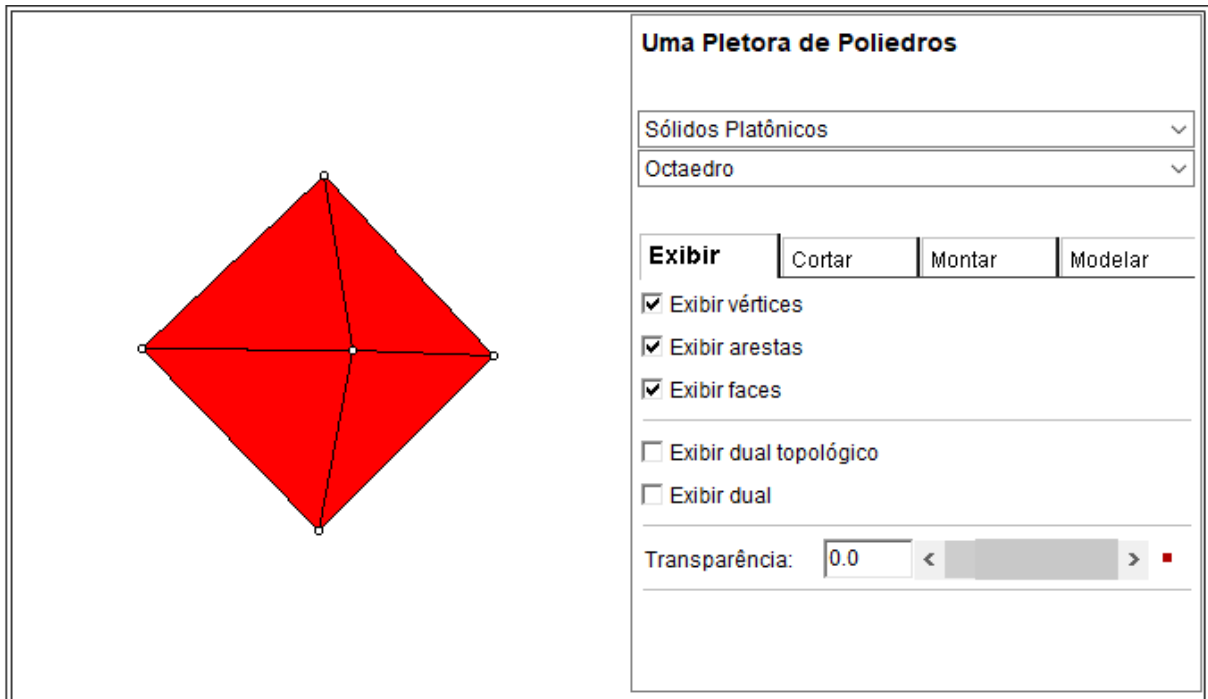 Uma Pletora de Poliedros
Sólidos Platônicos
Octaedro
Exibir Cortar Montar Modelar
Exibir vértices
Exibir arestas
Exibir faces
Exibir dual topológico
Exibir dual
Transparência: 0.0